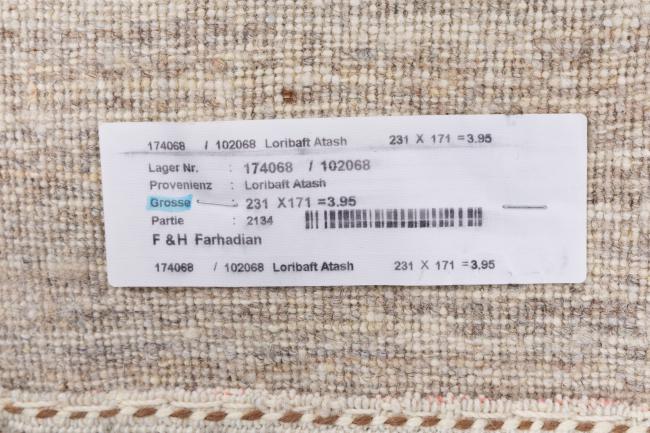 174068 / 102068 Loribaft Atash 231 X 171 =3.95
Lager Nr. : 174068 / 102068
Provenienz : Loribaft Atash
Grosse : 231 X171 =3.95
Partie : 2134
F &H Farhadian
174068 / 102068 Loribaft Atash 231 X 171 =3.95